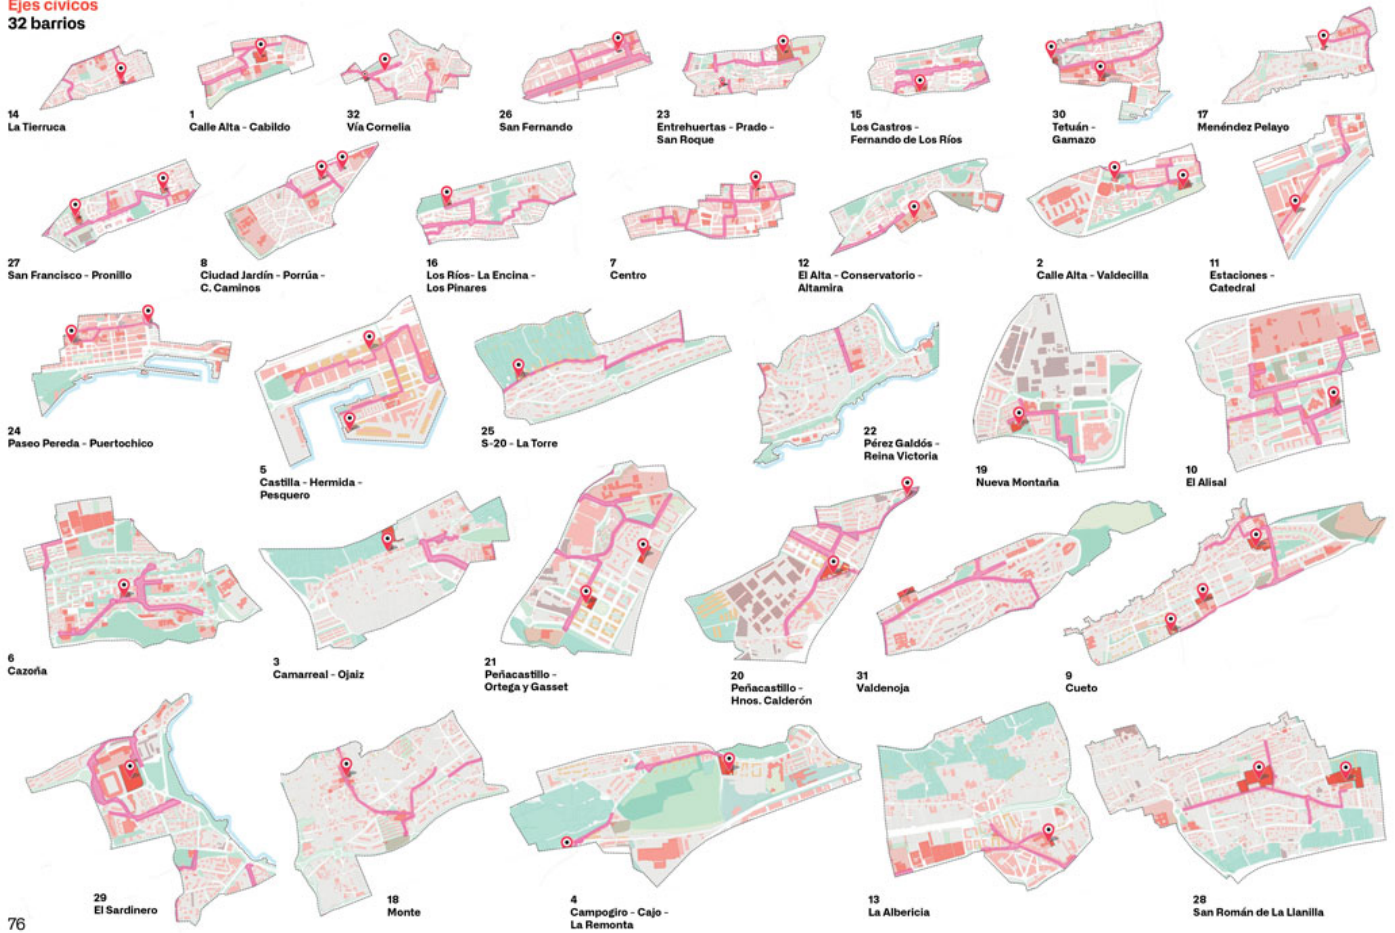 Ejes cívicos
32 barrios
14
La Tierruca
1
Calle Alta - Cabildo
32
Vía Cornelia
26
San Fernando
23
Entrehuertas - Prado -
San Roque
15
Los Castros -
Fernando de Los Ríos
30
Tetuán -
Gamazo
17
Menéndez Pelayo
27
San Francisco - Pronillo
8
Ciudad Jardín - Porrúa -
C. Caminos
16
Los Ríos- La Encina -
Los Pinares
7
Centro
12
El Alta - Conservatorio -
Altamira
2
Calle Alta - Valdecilla
11
Estaciones -
Catedral
24
Paseo Pereda - Puertochico
5
Castilla - Hermida -
Pesquero
25
S-20 - La Torre
22
Pérez Galdós -
Reina Victoria
19
Nueva Montaña
10
El Alisal
6
Cazoña
3
Camarreal - Ojaiz
21
Peñacastillo -
Ortega y Gasset
20
Peñacastillo -
Hnos. Calderón
31
Valdenoja
9
Cueto
29
El Sardinero
18
Monte
4
Campogiro - Cajo -
La Remonta
13
La Albericia
28
San Román de La Llanilla
76